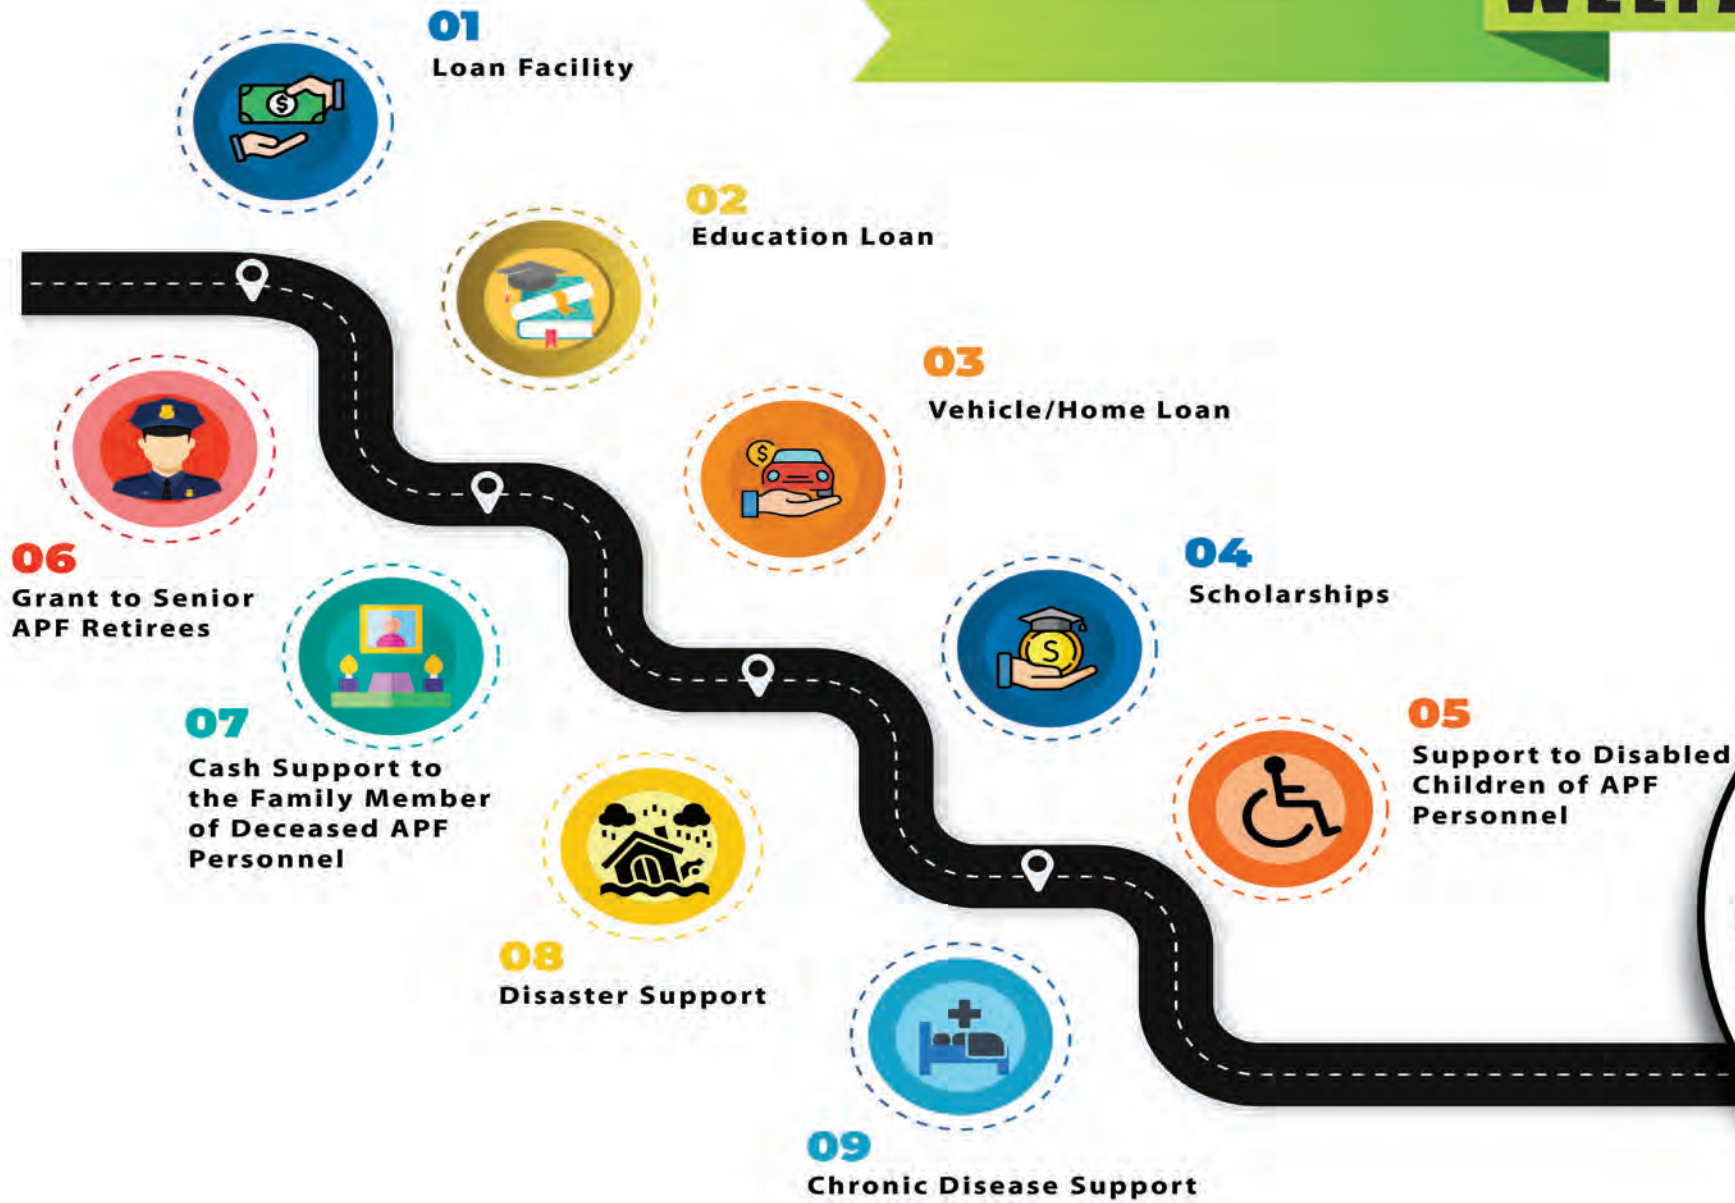 01
Loan Facility
02
Education Loan
03
Vehicle/Home Loan
04
Scholarships
05
Support to Disabled
Children of APF
Personnel
06
Grant to Senior
APF Retirees
07
Cash Support to
the Family Member
of Deceased APF
Personnel
08
Disaster Support
09
Chronic Disease Support